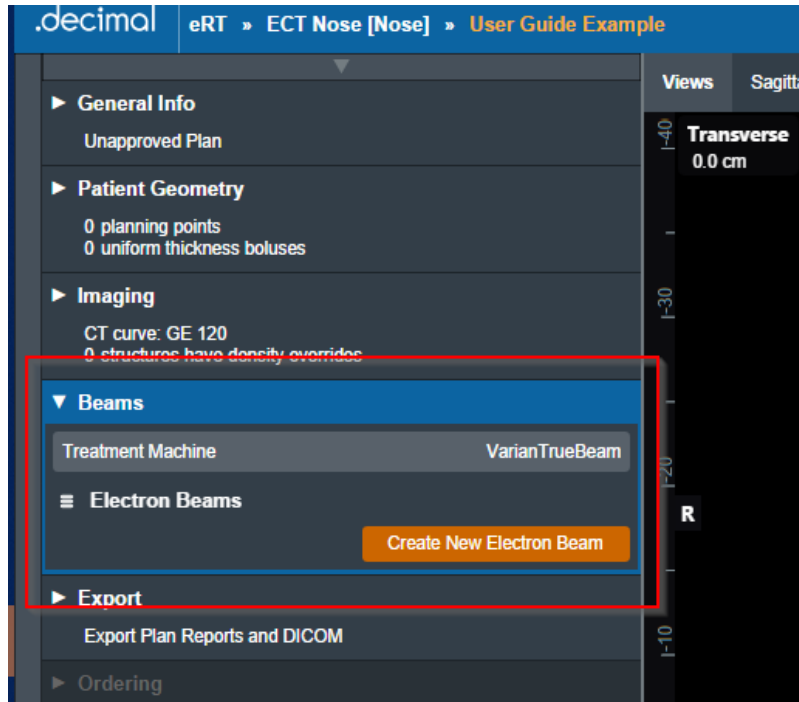 .decimal eRT » ECT Nose [Nose] » User Guide Example
General Info
Unapproved Plan
Patient Geometry
0 planning points
0 uniform thickness boluses
Imaging
CT curve: GE 120
0 structures have density overrides
Beams
Treatment Machine VarianTrueBeam
Electron Beams
Create New Electron Beam
Export
Export Plan Reports and DICOM
Ordering
Views Sagitta
Transverse
0.0 cm
-40
-30
-20
R
-10